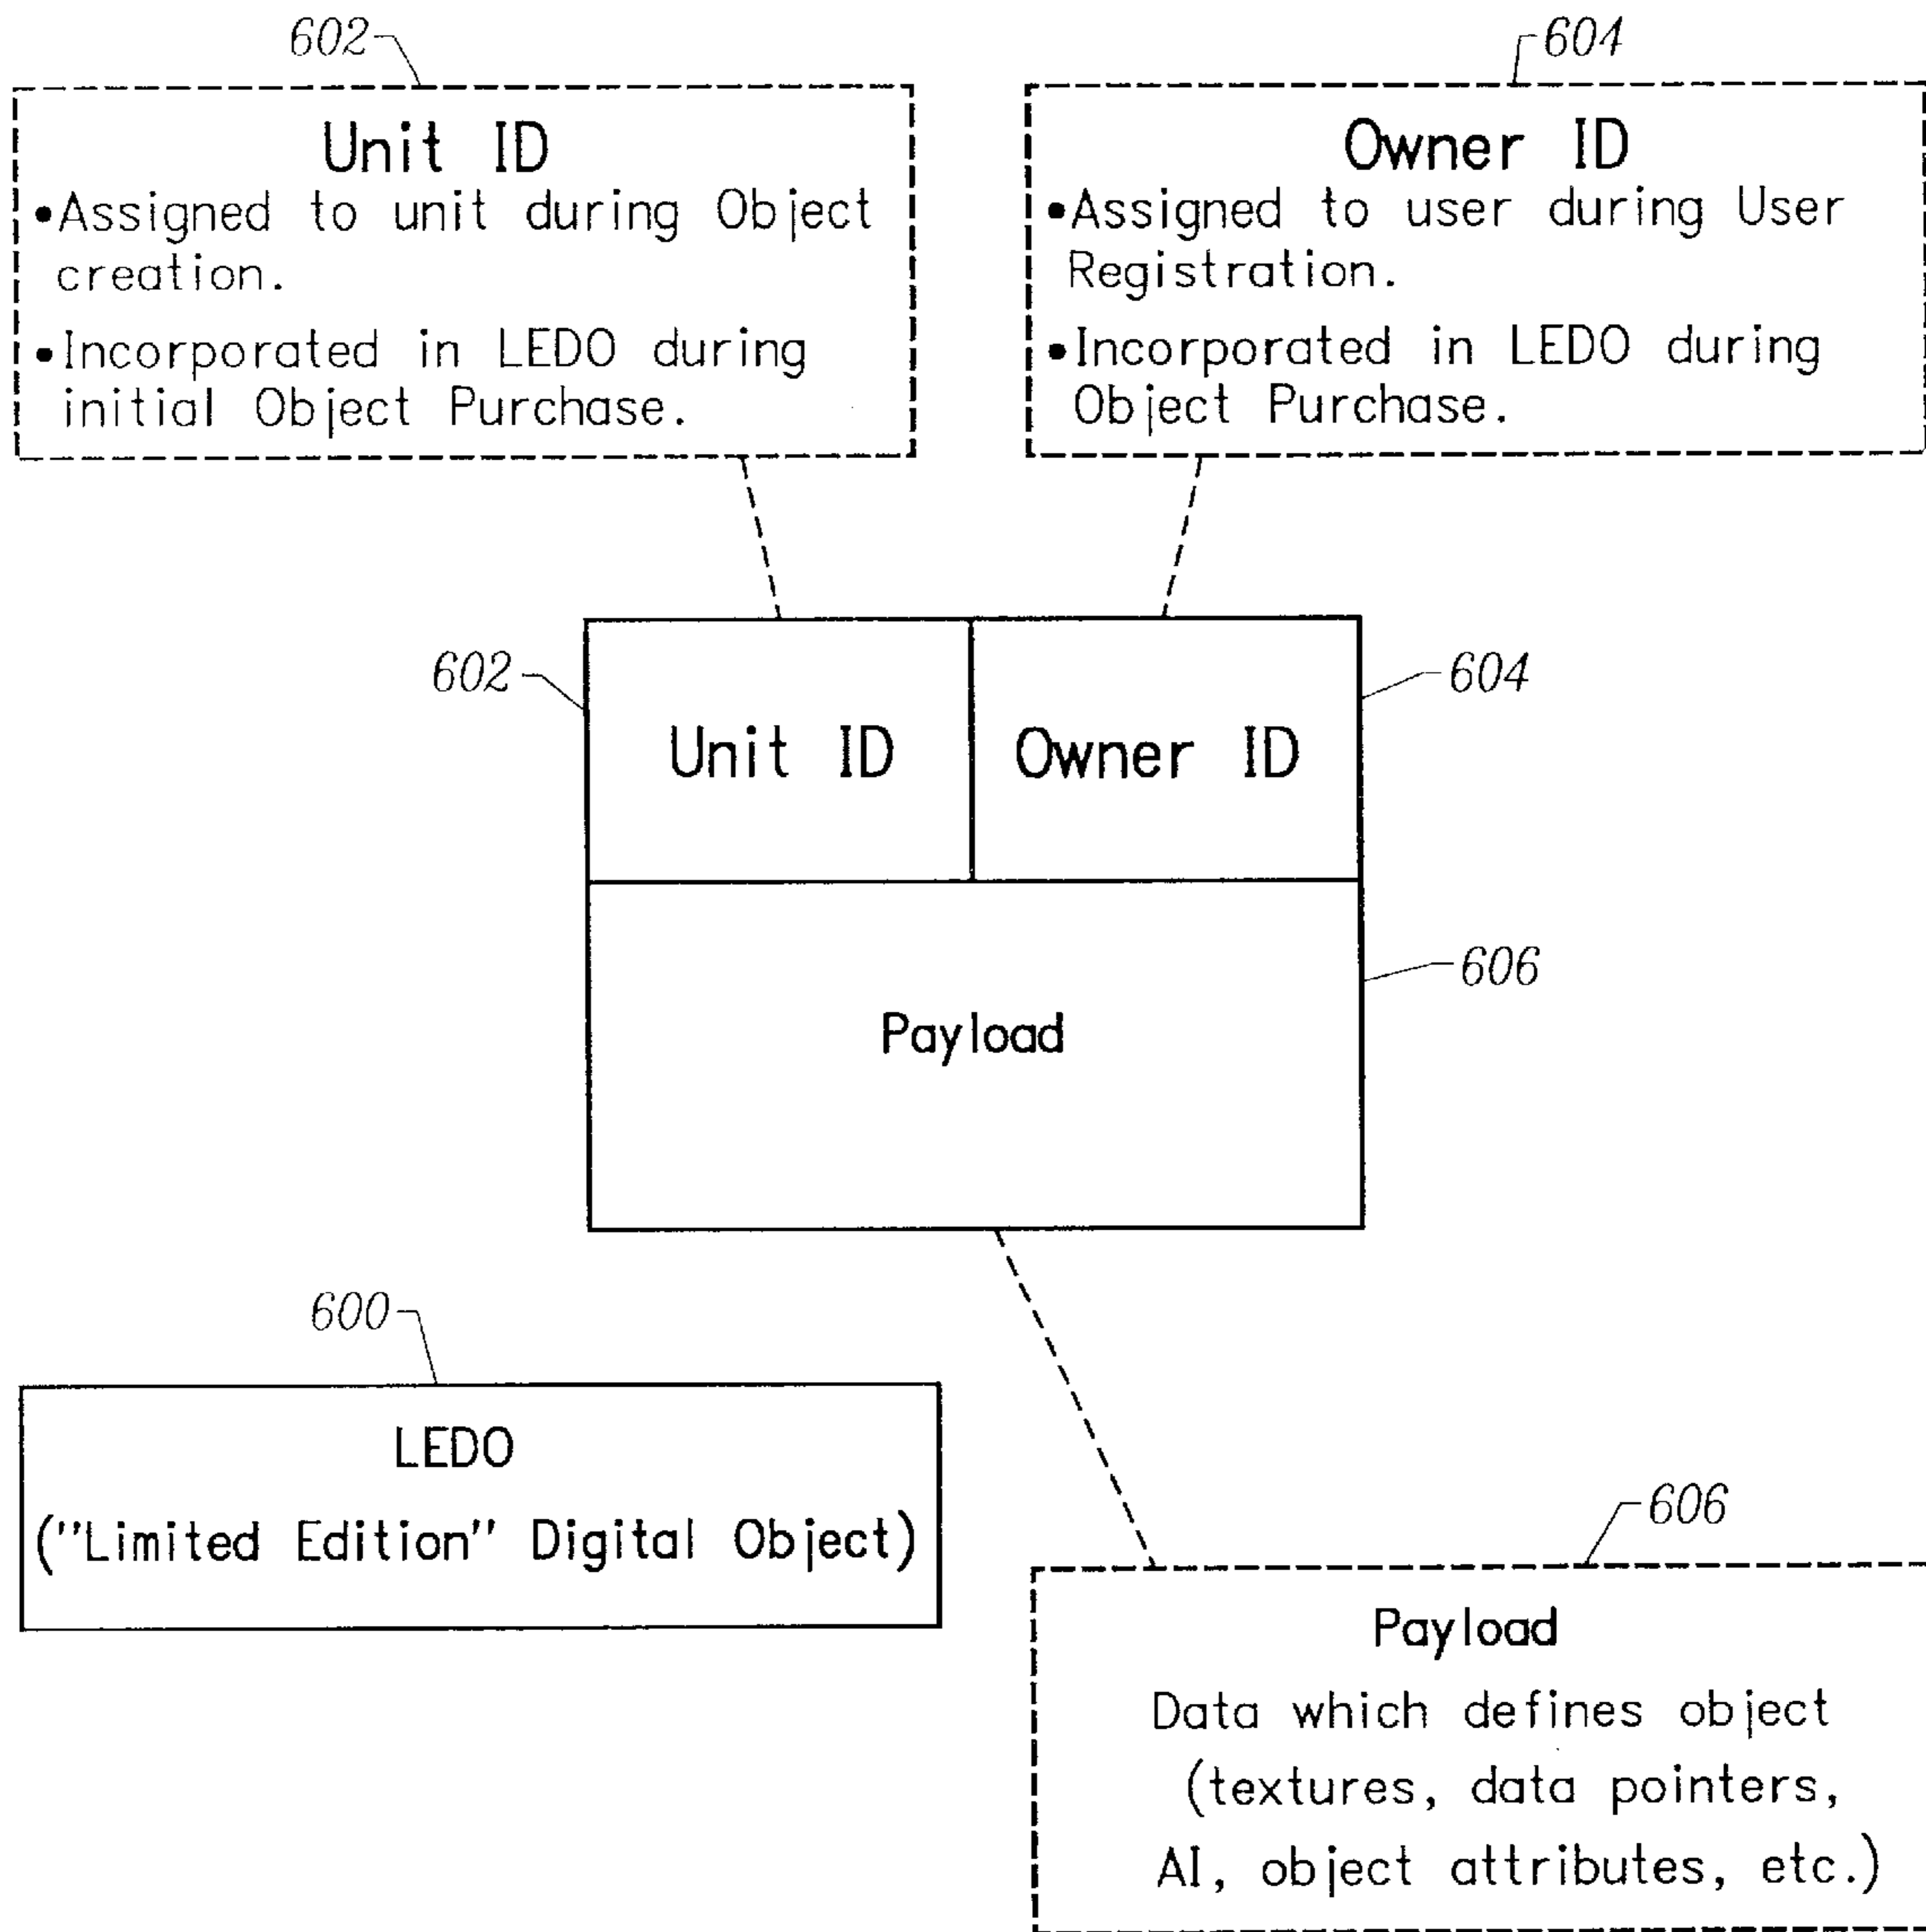 602
604
Unit ID
•Assigned to unit during Object
creation.
•Incorporated in LEDO during
initial Object Purchase.
Owner ID
•Assigned to user during User
Registration.
•Incorporated in LEDO during
Object Purchase.
602
604
Unit ID
Owner ID
606
Payload
600
LEDO
("Limited Edition" Digital Object)
606
Payload
Data which defines object
(textures, data pointers,
AI, object attributes, etc.)